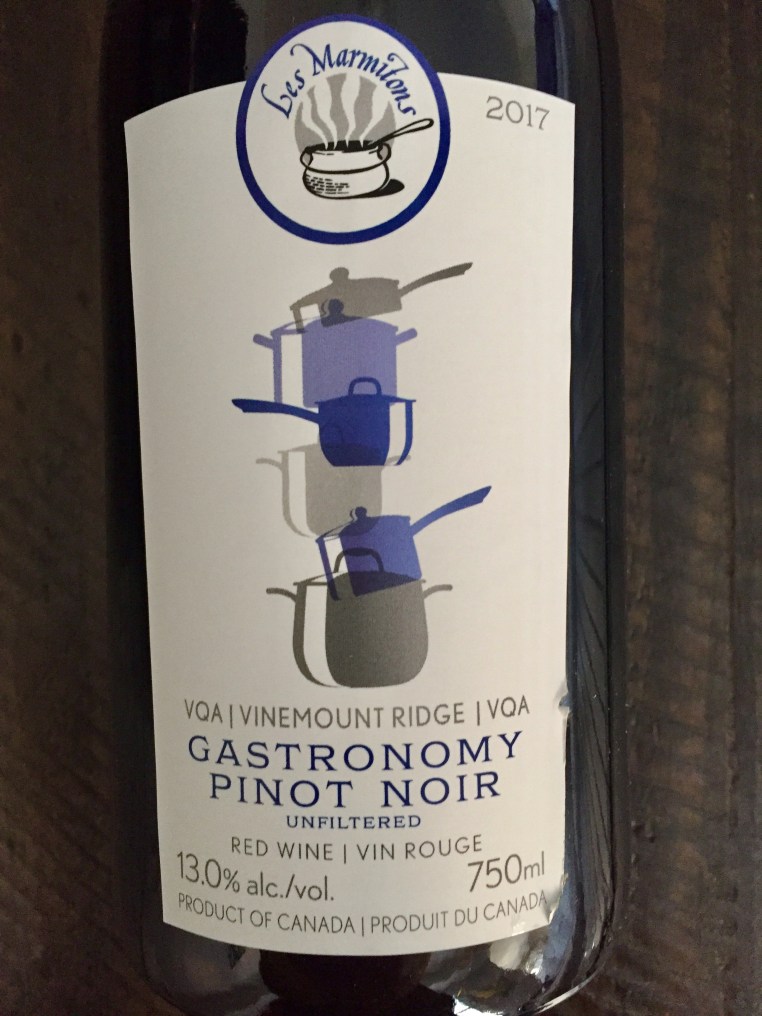 Les Marmitons
2017
VQA | VINEMOUNT RIDGE | VQA
GASTRONOMY
PINOT NOIR
UNFILTERED
RED WINE | VIN ROUGE
13.0% alc./vol. 750ml
PRODUCT OF CANADA | PRODUIT DU CANADA